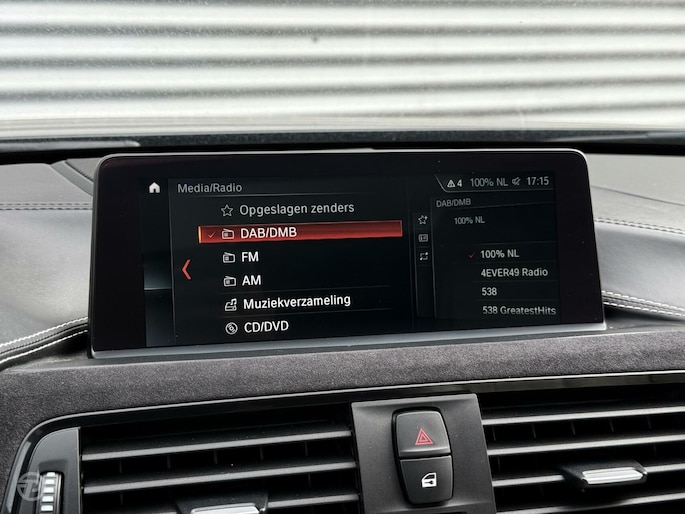 Media/Radio
Opgeslagen zenders
DAB/DMB
FM
AM
Muziekverzameling
CD/DVD
4 100% NL 17:15
DAB/DMB
100% NL
100% NL
4EVER49 Radio
538
538 GreatestHits